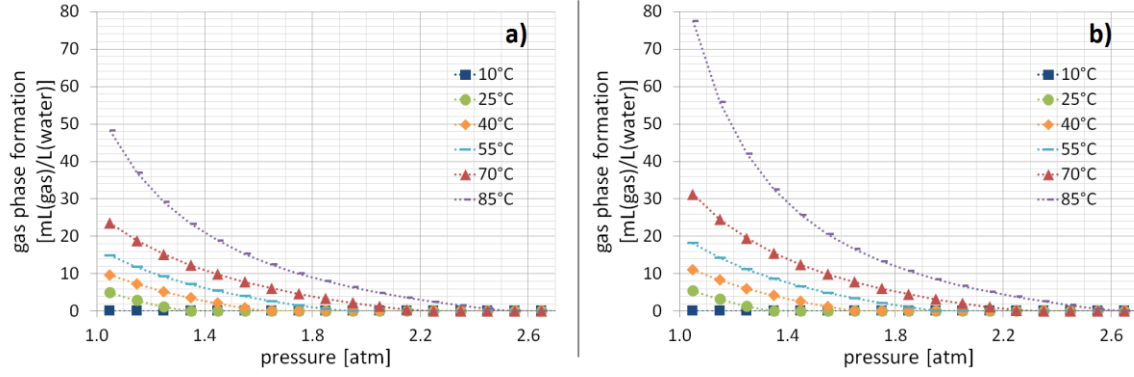 a)
80
70
60
50
40
30
20
10
0
gas phase formation
[mL(gas)/L(water)]
10°C
25°C
40°C
55°C
70°C
85°C
1.0
1.4
1.8
2.2
2.6
pressure [atm]
b)
80
70
60
50
40
30
20
10
0
gas phase formation
[mL(gas)/L(water)]
10°C
25°C
40°C
55°C
70°C
85°C
1.0
1.4
1.8
2.2
2.6
pressure [atm]